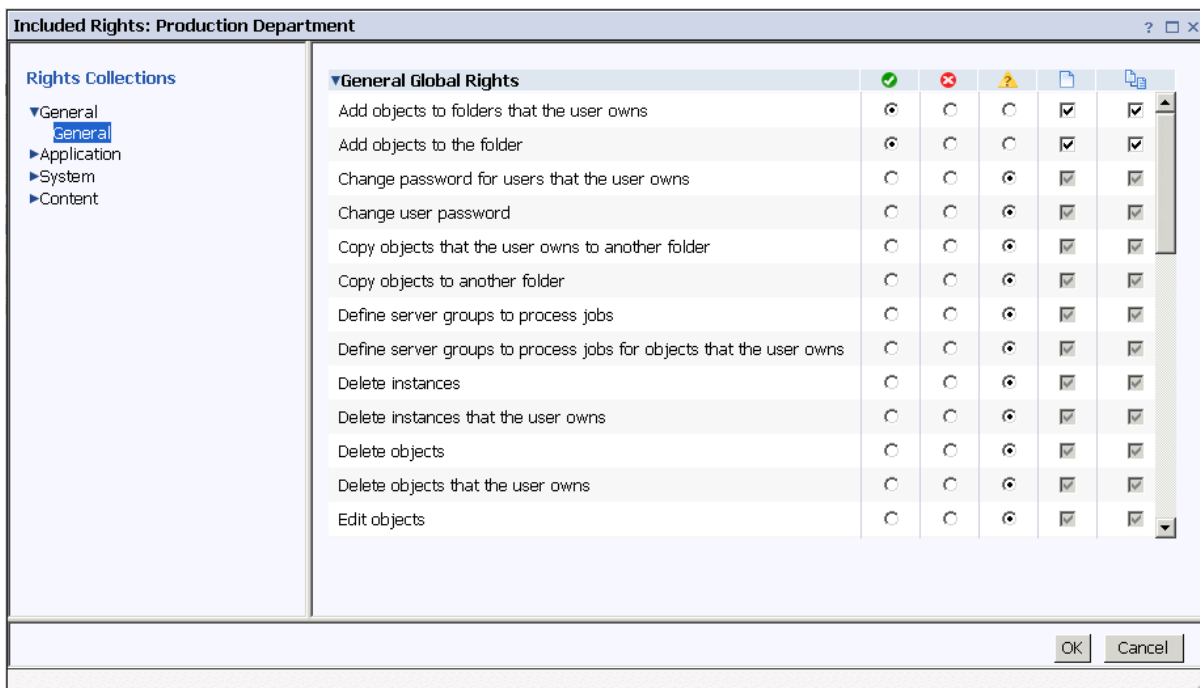 Included Rights: Production Department
?
Rights Collections
General
General
Application
System
Content
General Global Rights
Add objects to folders that the user owns
Add objects to the folder
Change password for users that the user owns
Change user password
Copy objects that the user owns to another folder
Copy objects to another folder
Define server groups to process jobs
Define server groups to process jobs for objects that the user owns
Delete instances
Delete instances that the user owns
Delete objects
Delete objects that the user owns
Edit objects
OK Cancel